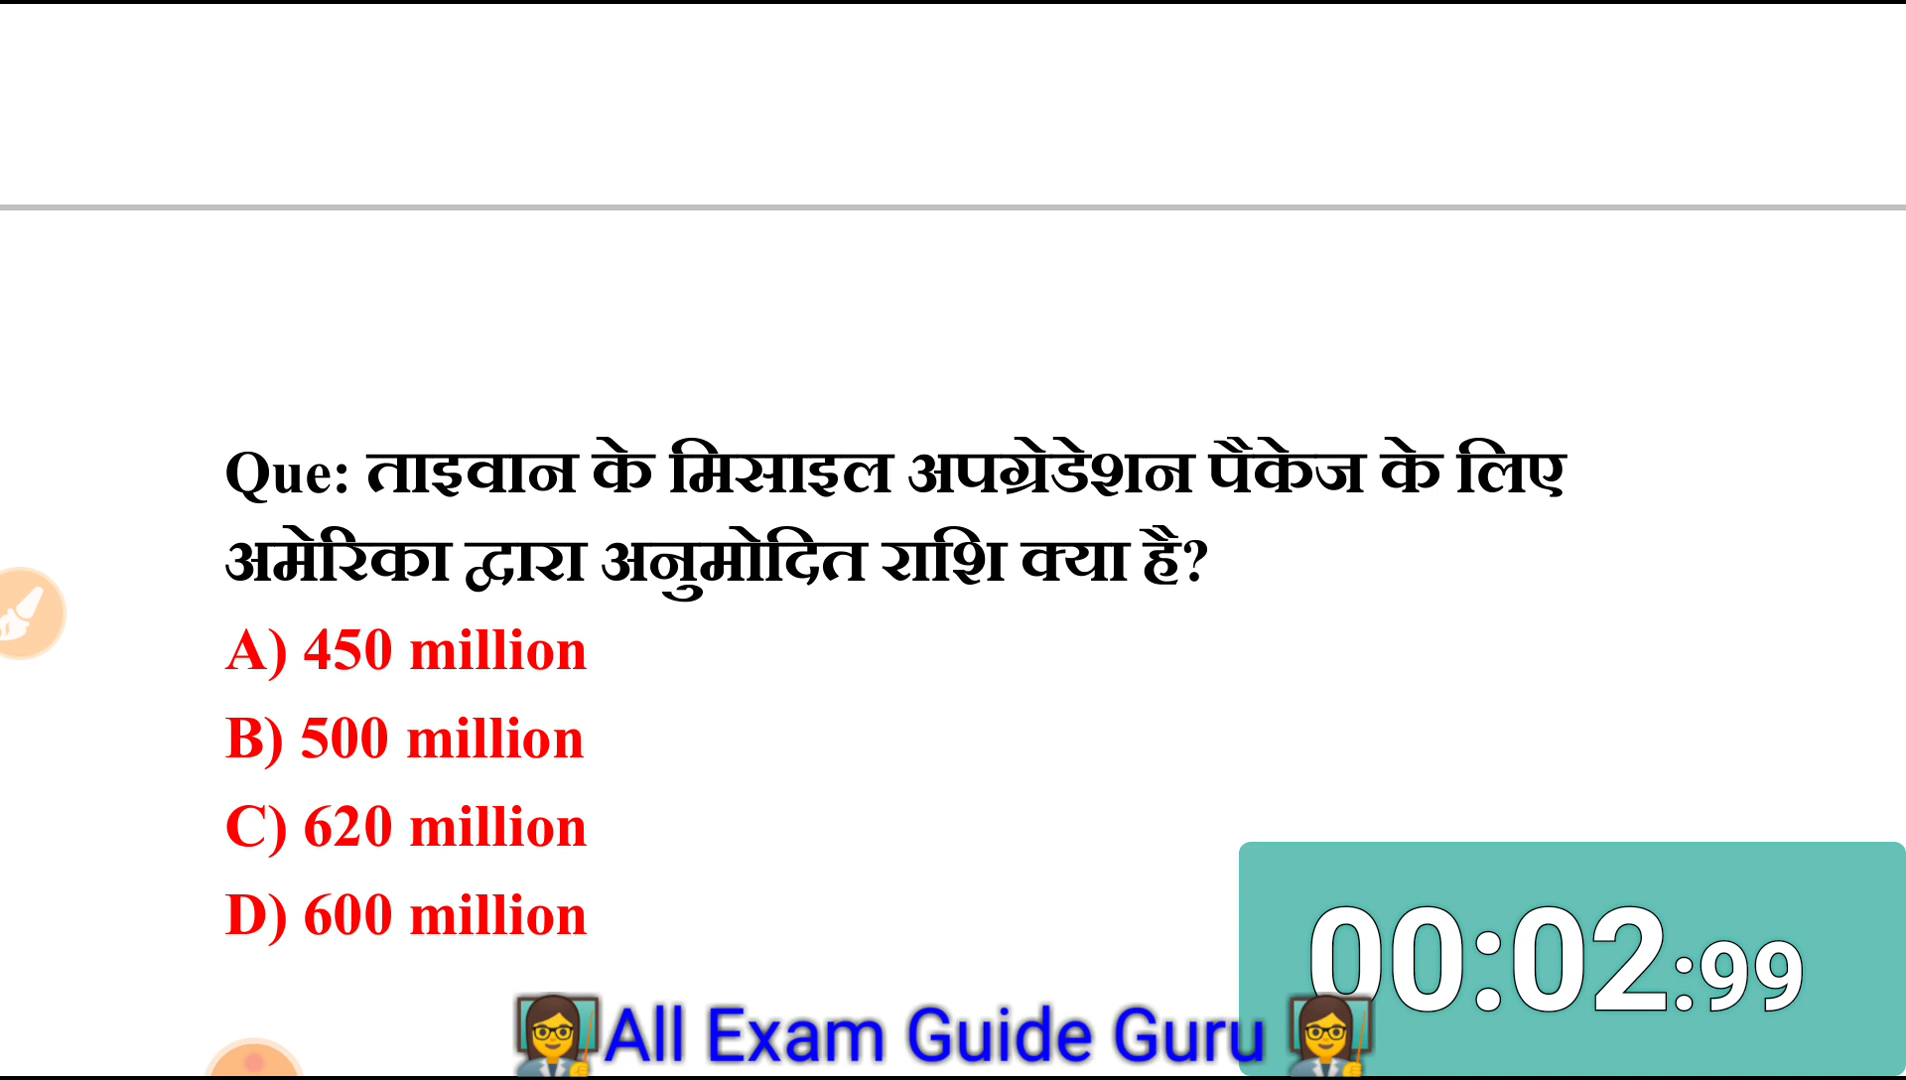 Que: ताइवान के मिसाइल अपग्रेडेशन पैकेज के लिए
अमेरिका द्वारा अनुमोदित राशि क्या है?
A) 450 million
B) 500 million
C) 620 million
D) 600 million
00:02:99
All Exam Guide Guru